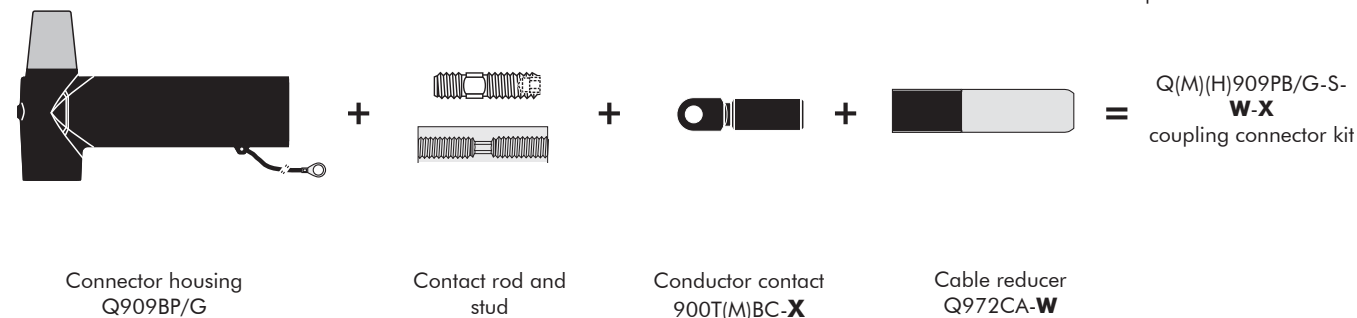 + + + =
Q(M)(H)909PB/G-S-
W-X
coupling connector kit
Connector housing
Q909BP/G
Contact rod and
stud
Conductor contact
900T(M)BC-X
Cable reducer
Q972CA-W